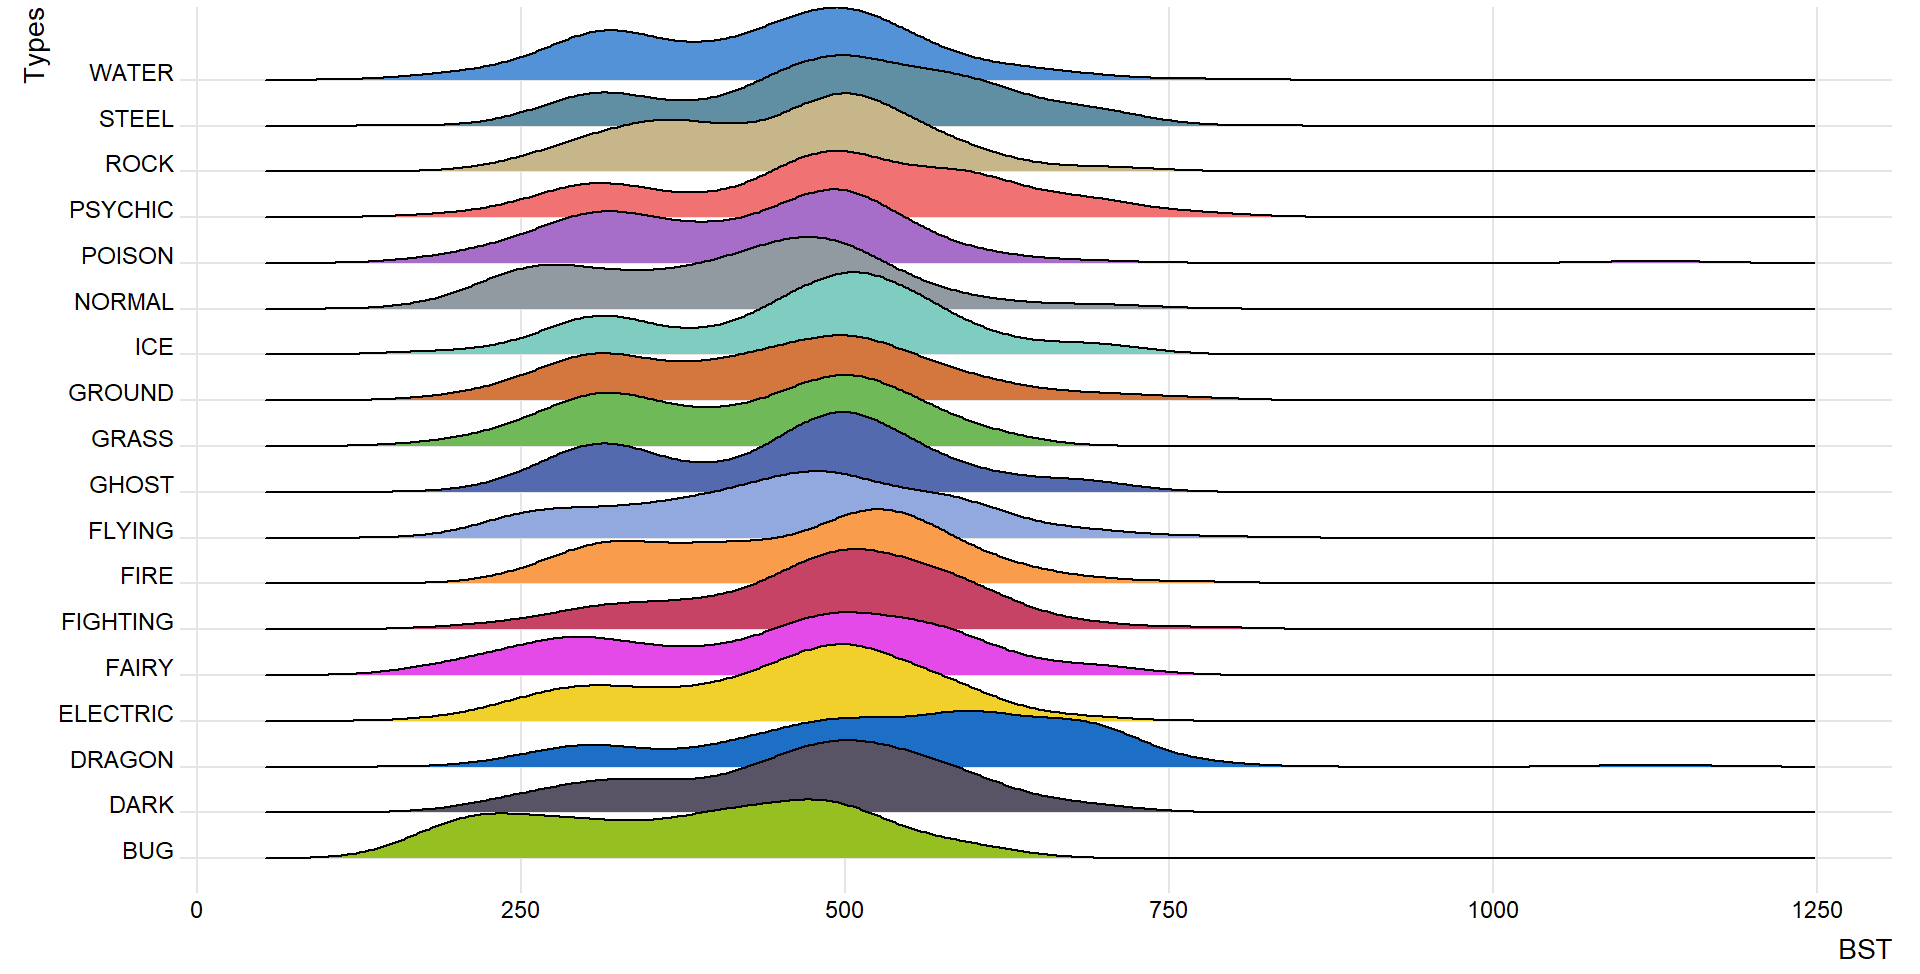 Types
WATER
STEEL
ROCK
PSYCHIC
POISON
NORMAL
ICE
GROUND
GRASS
GHOST
FLYING
FIRE
FIGHTING
FAIRY
ELECTRIC
DRAGON
DARK
BUG
0 250 500 750 1000 1250
BST